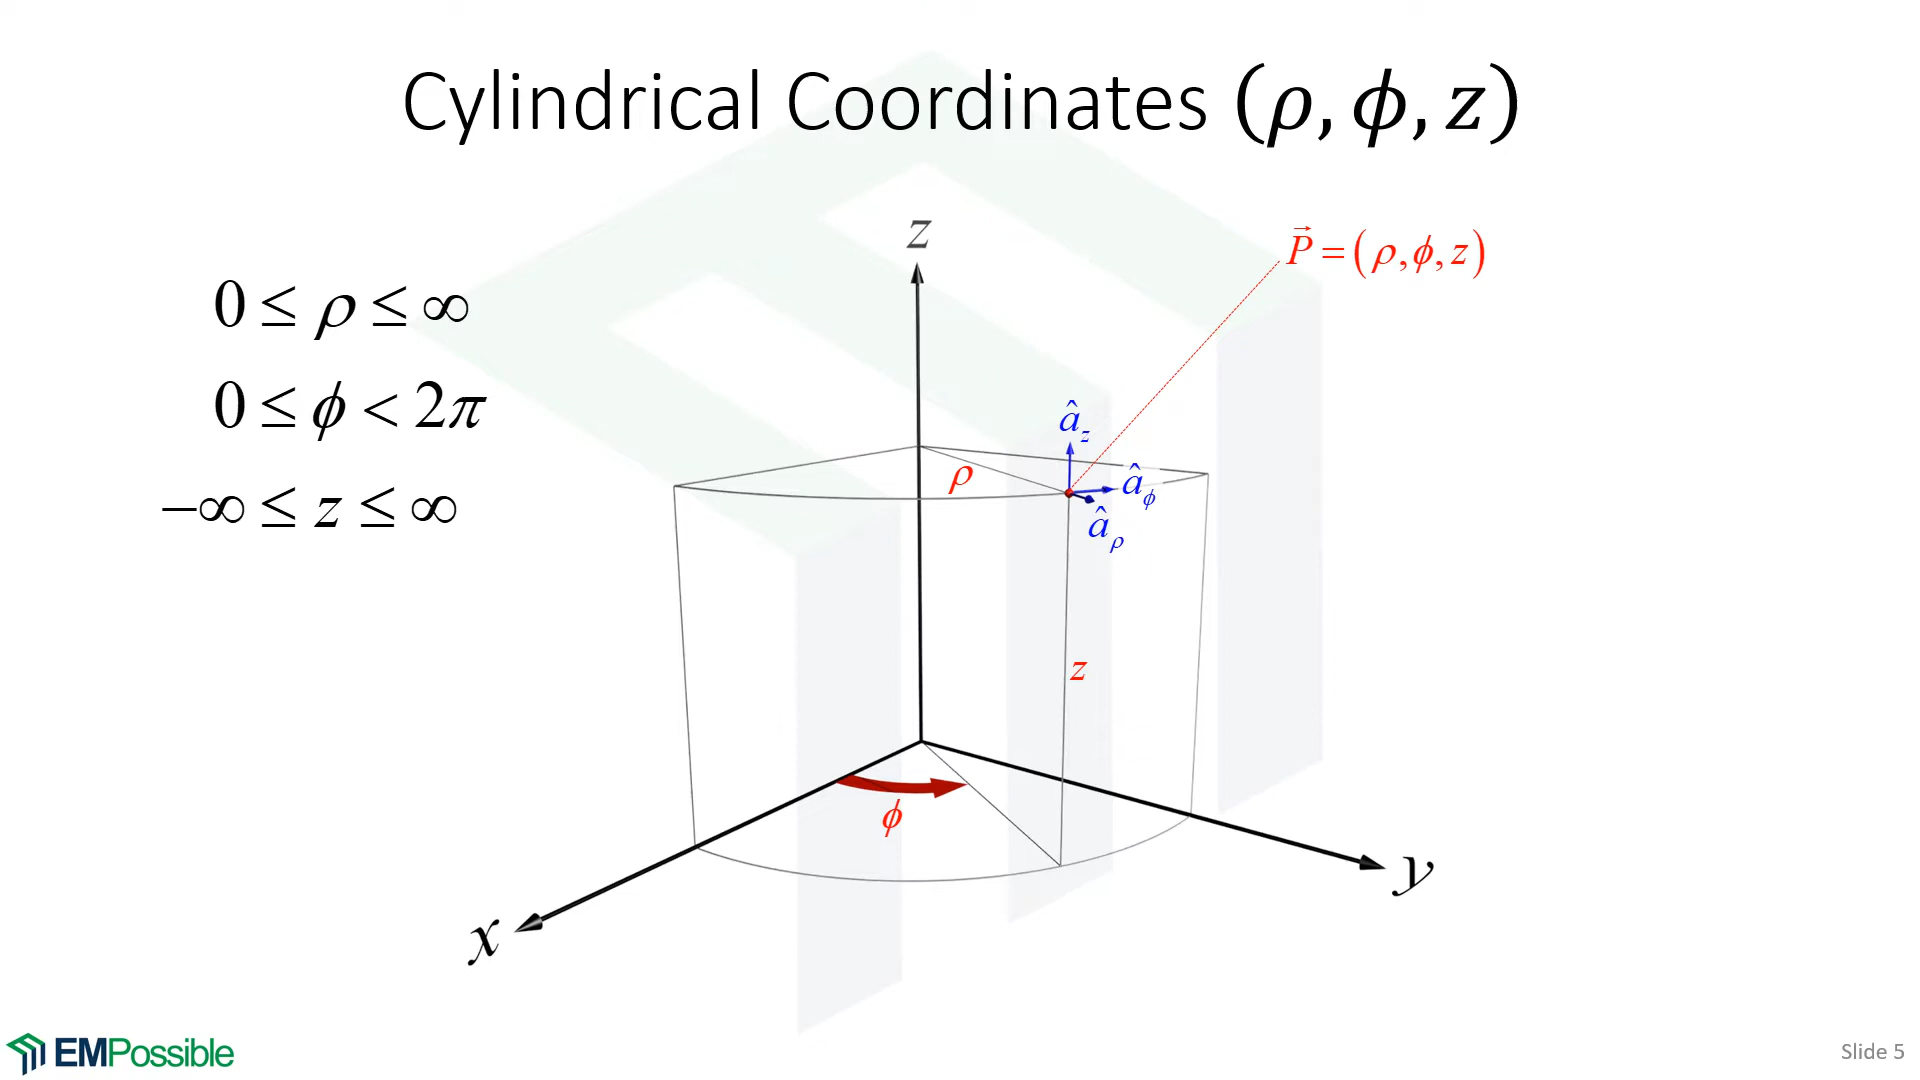 Cylindrical Coordinates (ρ, ϕ, z)
0 ≤ ρ ≤ ∞
0 ≤ ϕ < 2π
−∞ ≤ z ≤ ∞
z
P⃗ = (ρ, ϕ, z)
â_z
ρ
â_ϕ
â_ρ
z
ϕ
y
x
EMPossible
Slide 5